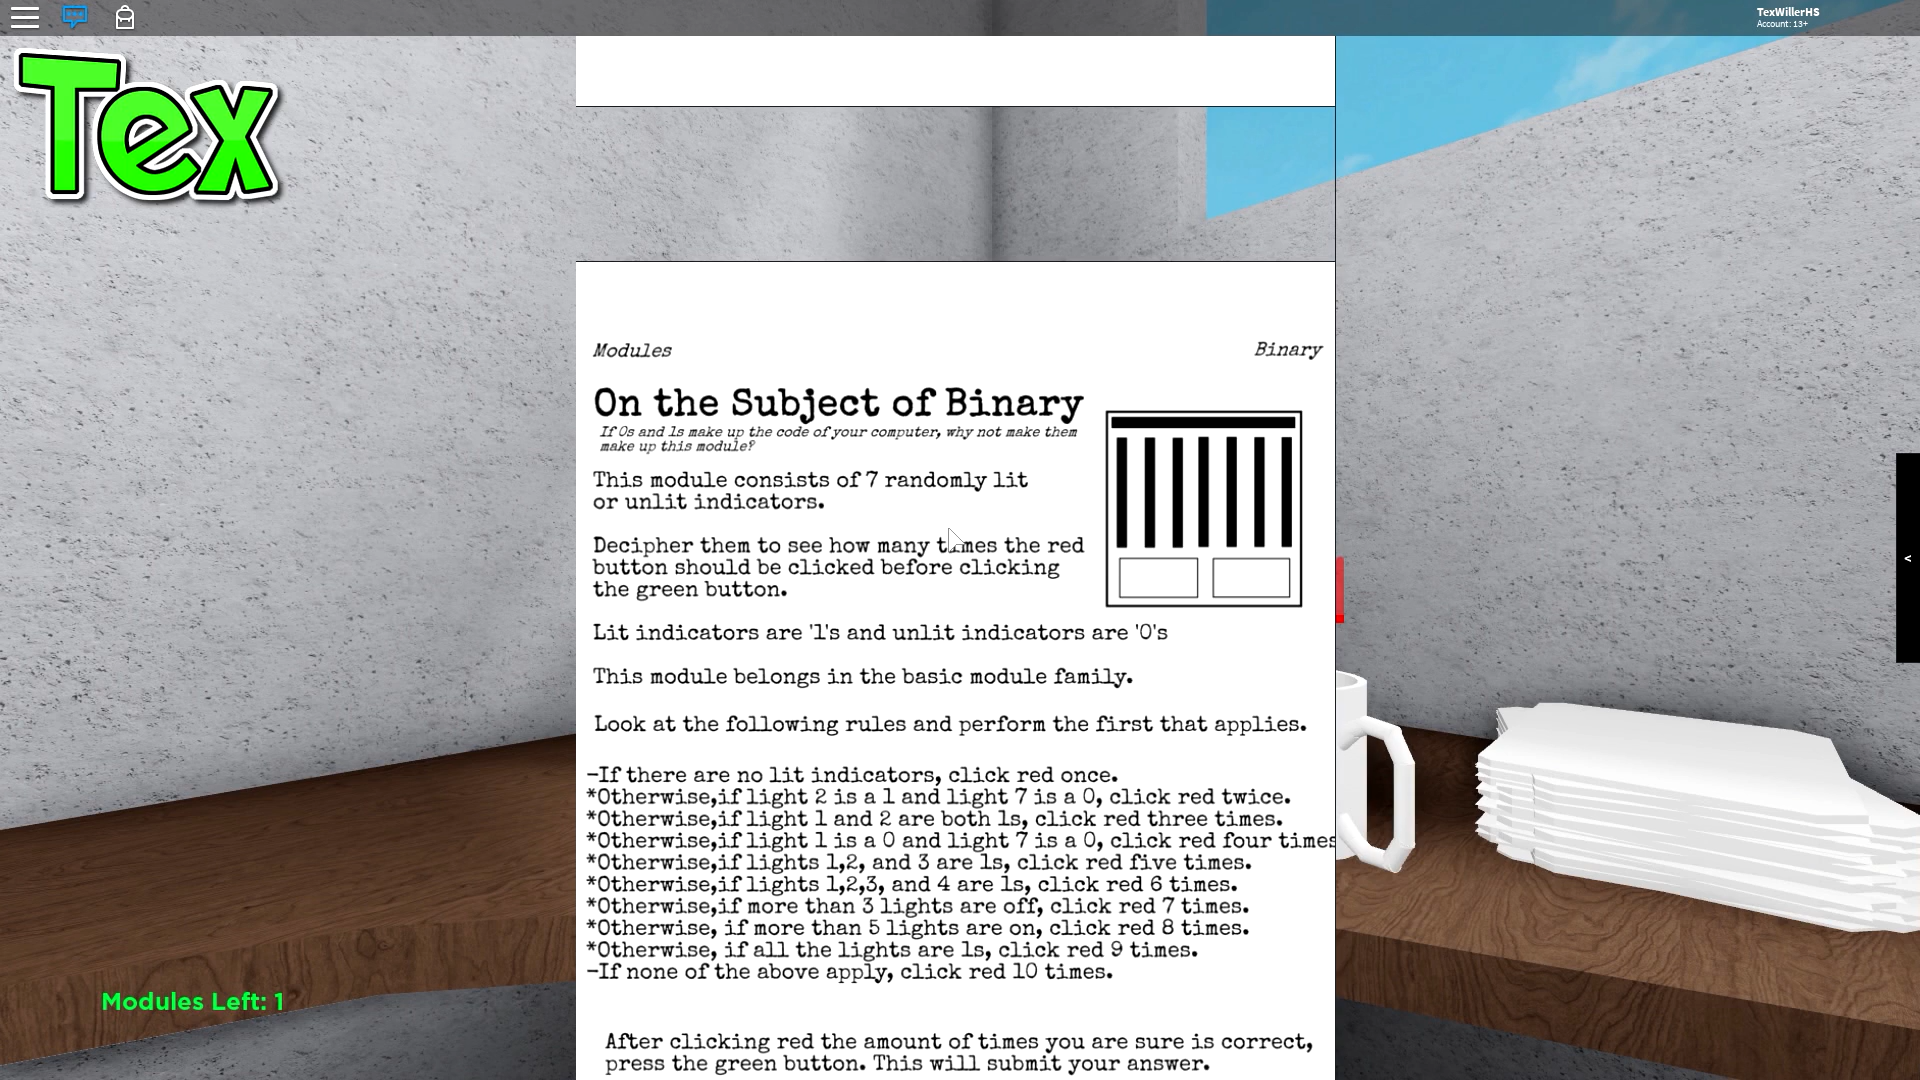 TexWillerHS
Account: 13+
Tex
Modules
Binary
On the Subject of Binary
If 0s and 1s make up the code of your computer, why not make them
make up this module?
This module consists of 7 randomly lit
or unlit indicators.
Decipher them to see how many times the red
button should be clicked before clicking
the green button.
Lit indicators are '1's and unlit indicators are '0's
This module belongs in the basic module family.
Look at the following rules and perform the first that applies.
-If there are no lit indicators, click red once.
*Otherwise,if light 2 is a 1 and light 7 is a 0, click red twice.
*Otherwise,if light 1 and 2 are both 1s, click red three times.
*Otherwise,if light 1 is a 0 and light 7 is a 0, click red four times
*Otherwise,if lights 1,2, and 3 are 1s, click red five times.
*Otherwise,if lights 1,2,3, and 4 are 1s, click red 6 times.
*Otherwise,if more than 3 lights are off, click red 7 times.
*Otherwise, if more than 5 lights are on, click red 8 times.
*Otherwise, if all the lights are 1s, click red 9 times.
-If none of the above apply, click red 10 times.
After clicking red the amount of times you are sure is correct,
press the green button. This will submit your answer.
Modules Left: 1
<